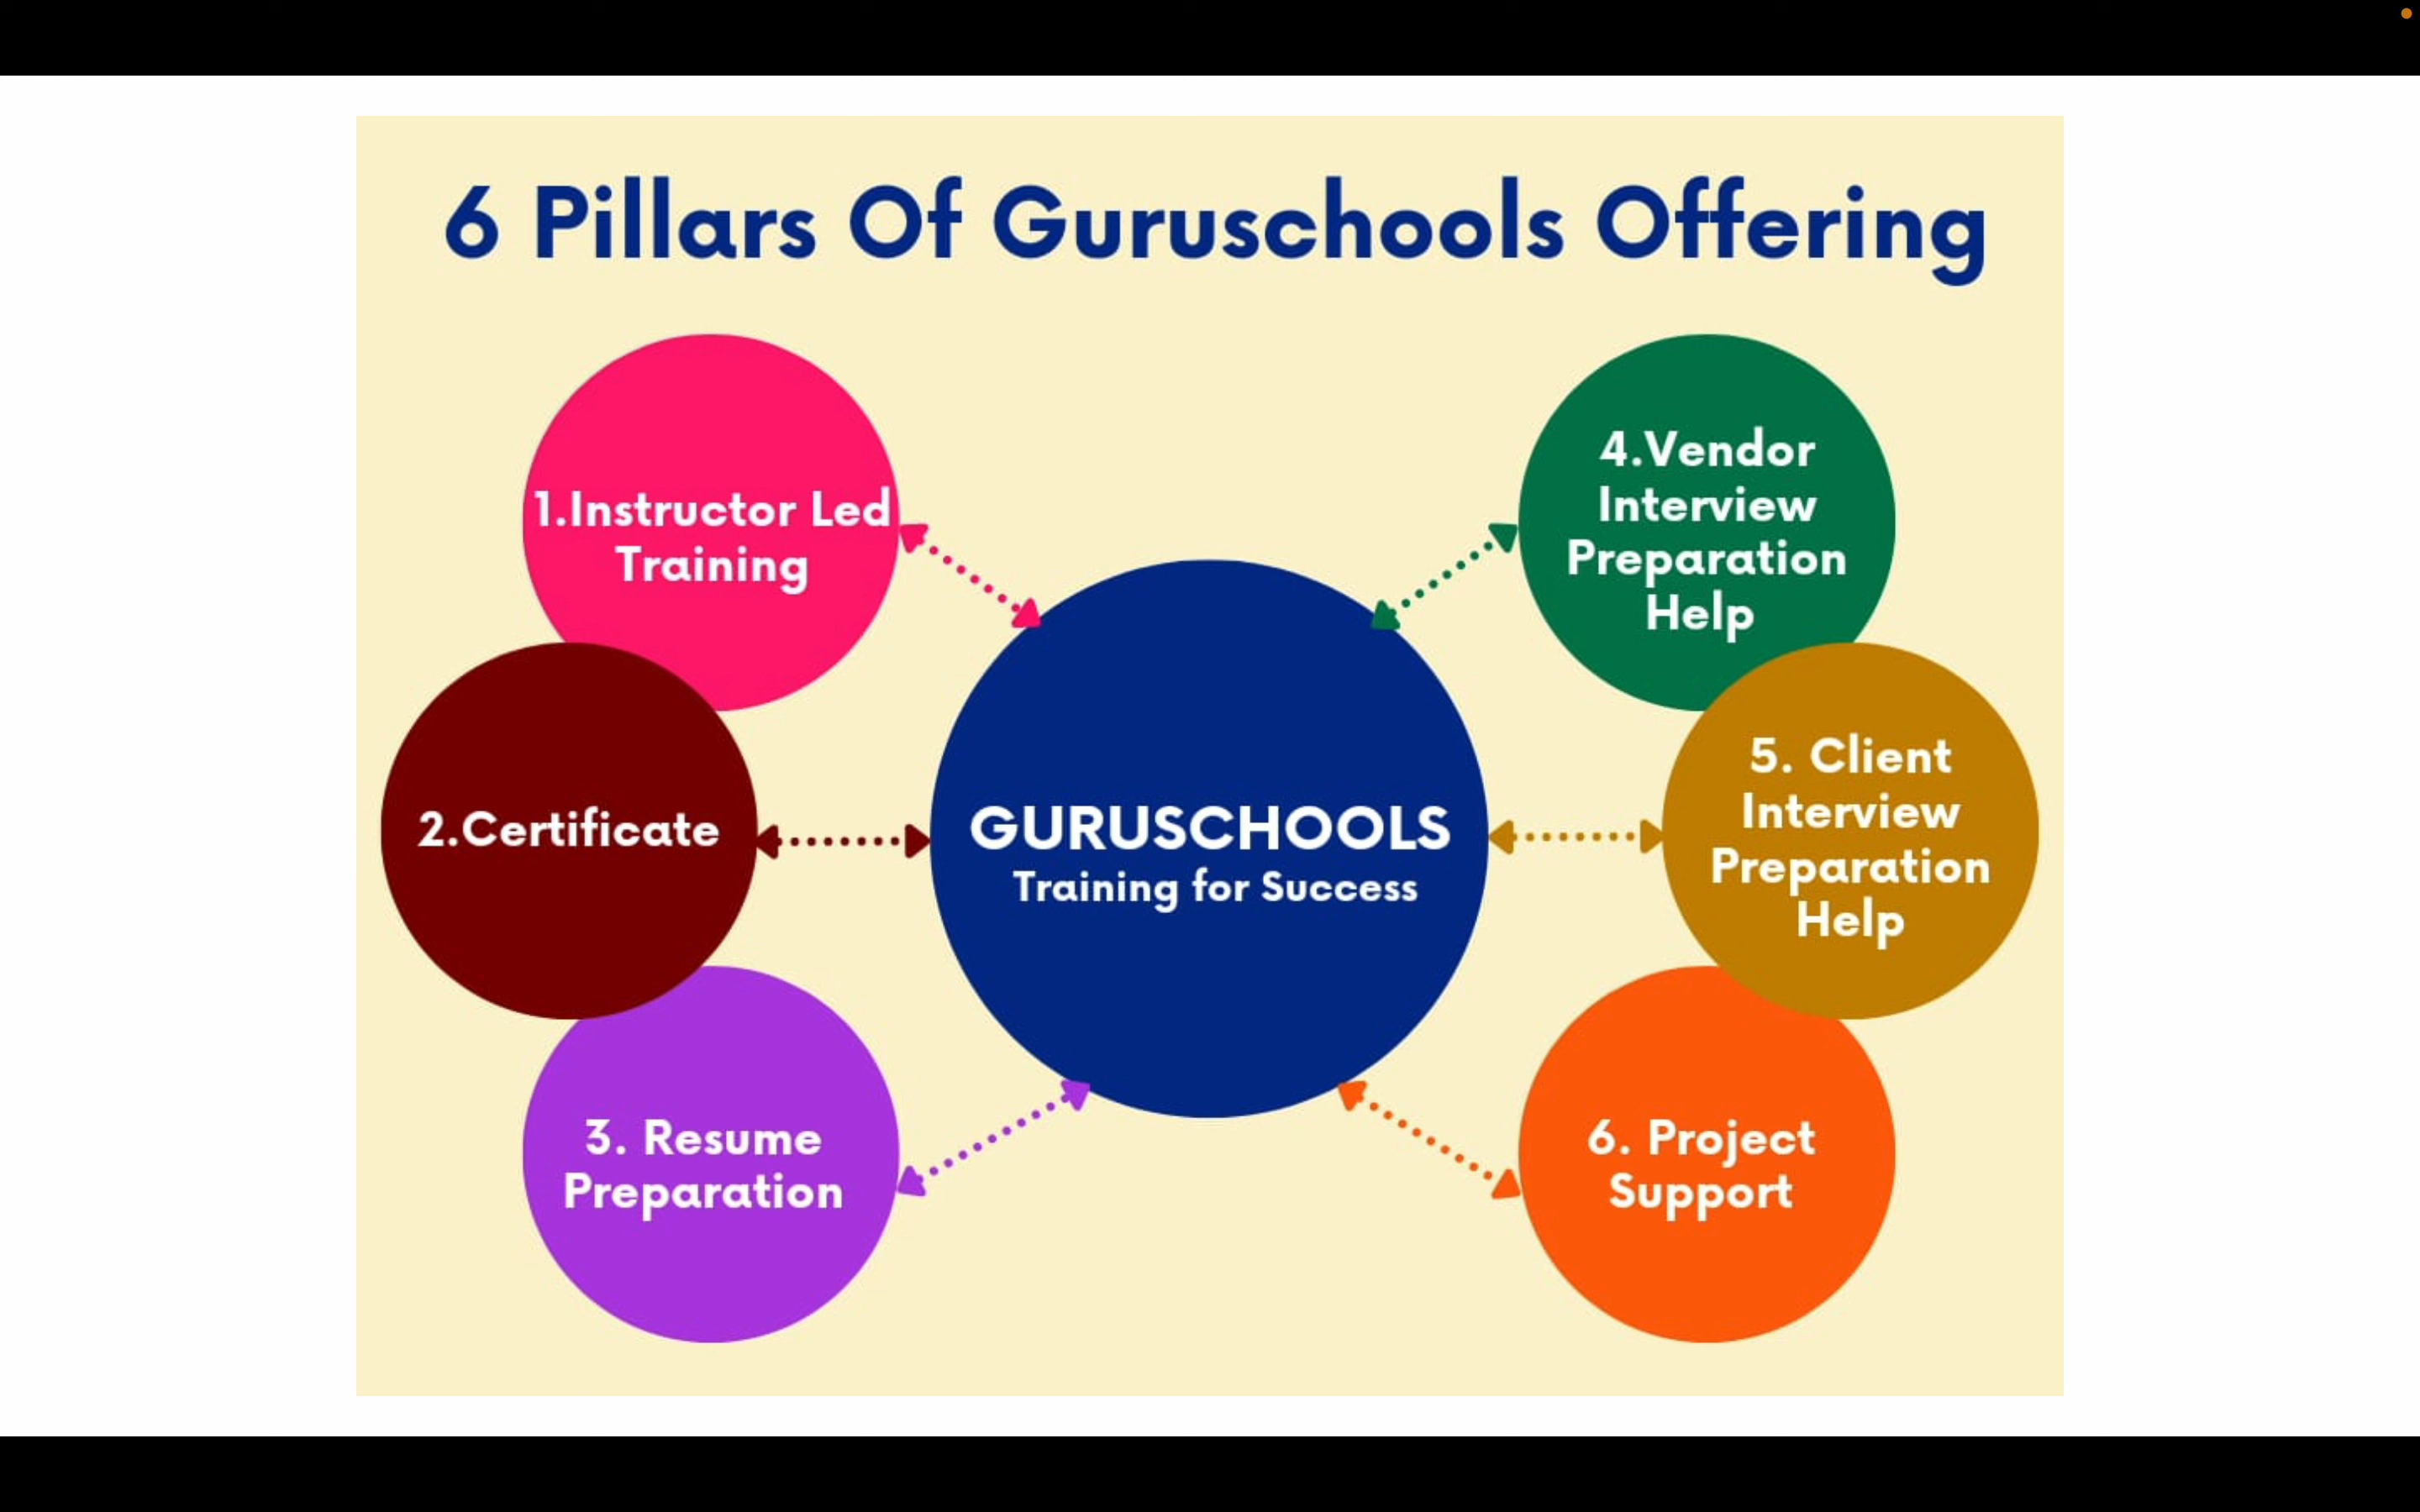 6 Pillars Of Guruschools Offering
1.Instructor Led
Training
2.Certificate
3. Resume
Preparation
GURUSCHOOLS
Training for Success
4.Vendor
Interview
Preparation
Help
5. Client
Interview
Preparation
Help
6. Project
Support